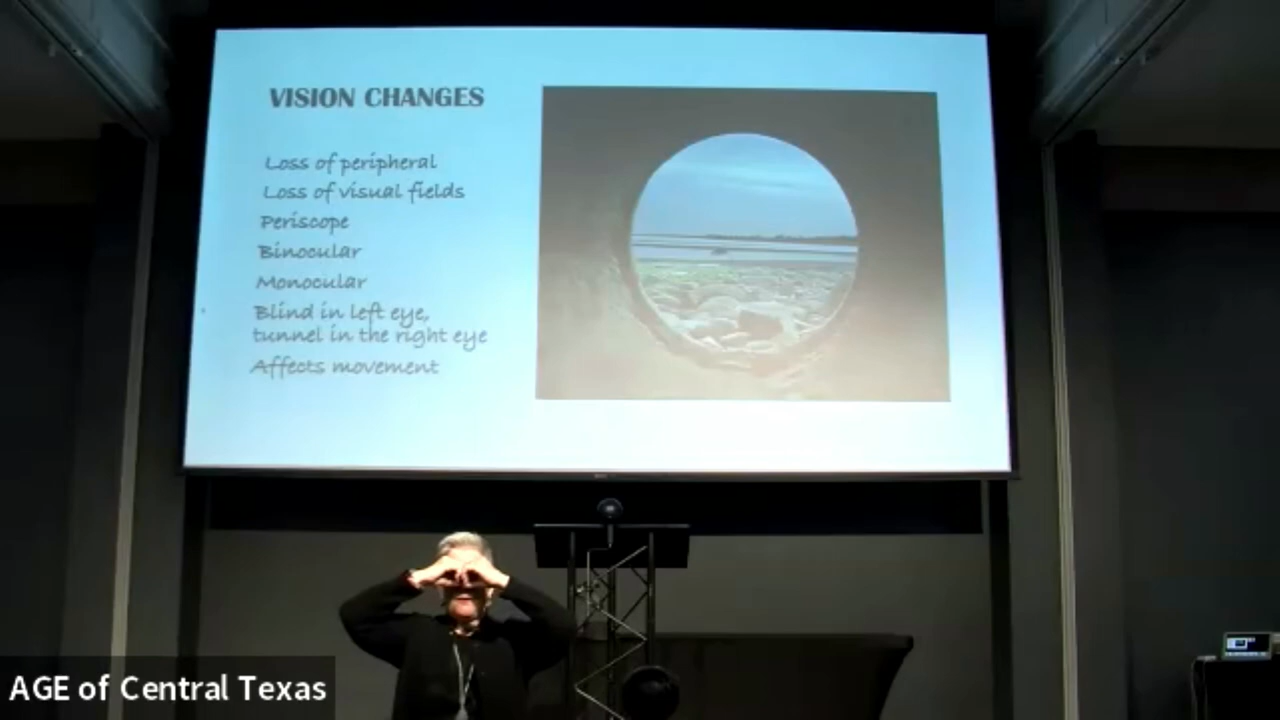 VISION CHANGES
Loss of peripheral
Loss of visual fields
Periscope
Binocular
Monocular
Blind in left eye,
tunnel in the right eye
Affects movement
AGE of Central Texas